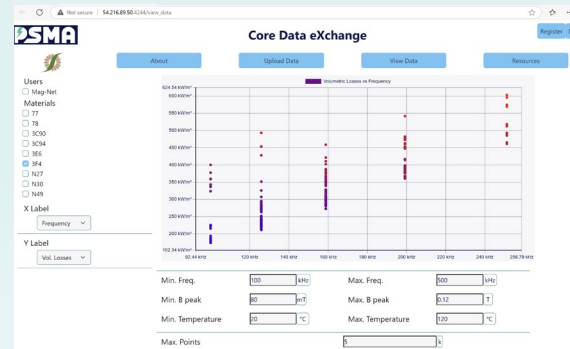 Not secure | 54.216.89.50:4244/view_data
PSMA
Core Data eXchange
Register
About
Upload Data
View Data
Resources
Users
Mag-Net
Materials
77
78
3C90
3C94
3E6
3F4
N27
N30
N49
X Label
Frequency
Y Label
Vol. Losses
Volumetric Losses vs Frequency
624.54 kW/m³
600 kW/m³
550 kW/m³
500 kW/m³
450 kW/m³
400 kW/m³
350 kW/m³
300 kW/m³
250 kW/m³
200 kW/m³
152.34 kW/m³
92.44 kHz
120 kHz
140 kHz
160 kHz
180 kHz
200 kHz
220 kHz
240 kHz
258.79 kHz
Min. Freq. 100 kHz Max. Freq. 500 kHz
Min. B peak 80 mT Max. B peak 0.12 T
Min. Temperature 20 °C Max. Temperature 120 °C
Max. Points 5 k